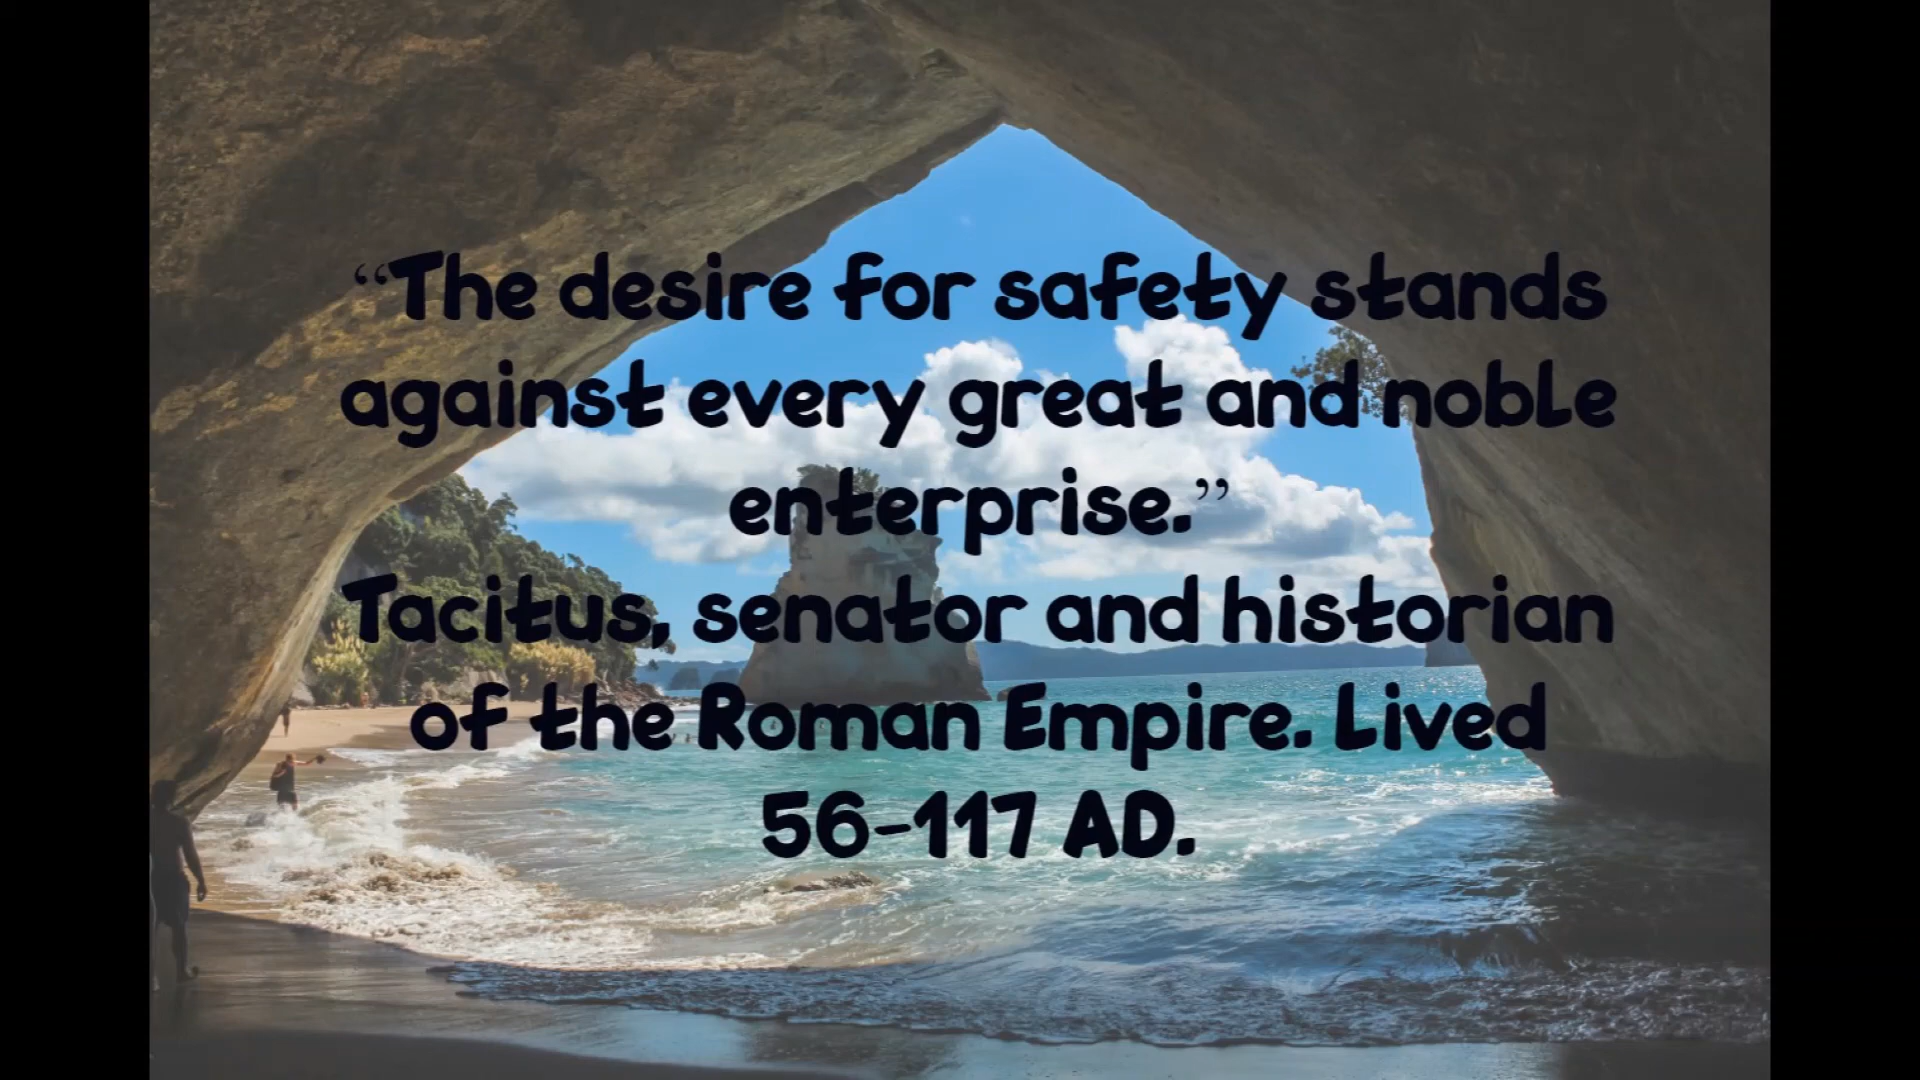 “The desire for safety stands
against every great and noble
enterprise.”
Tacitus, senator and historian
of the Roman Empire. Lived
56-117 AD.